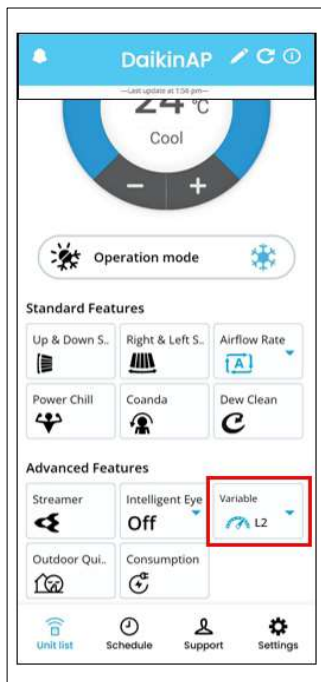 DaikinAP
—Last update at 1:56 pm—
24 °C
Cool
− +
Operation mode
Standard Features
Up & Down S.. Right & Left S.. Airflow Rate
A
Power Chill Coanda Dew Clean
Advanced Features
Streamer Intelligent Eye Variable
Off L2
Outdoor Qui.. Consumption
Unit list Schedule Support Settings